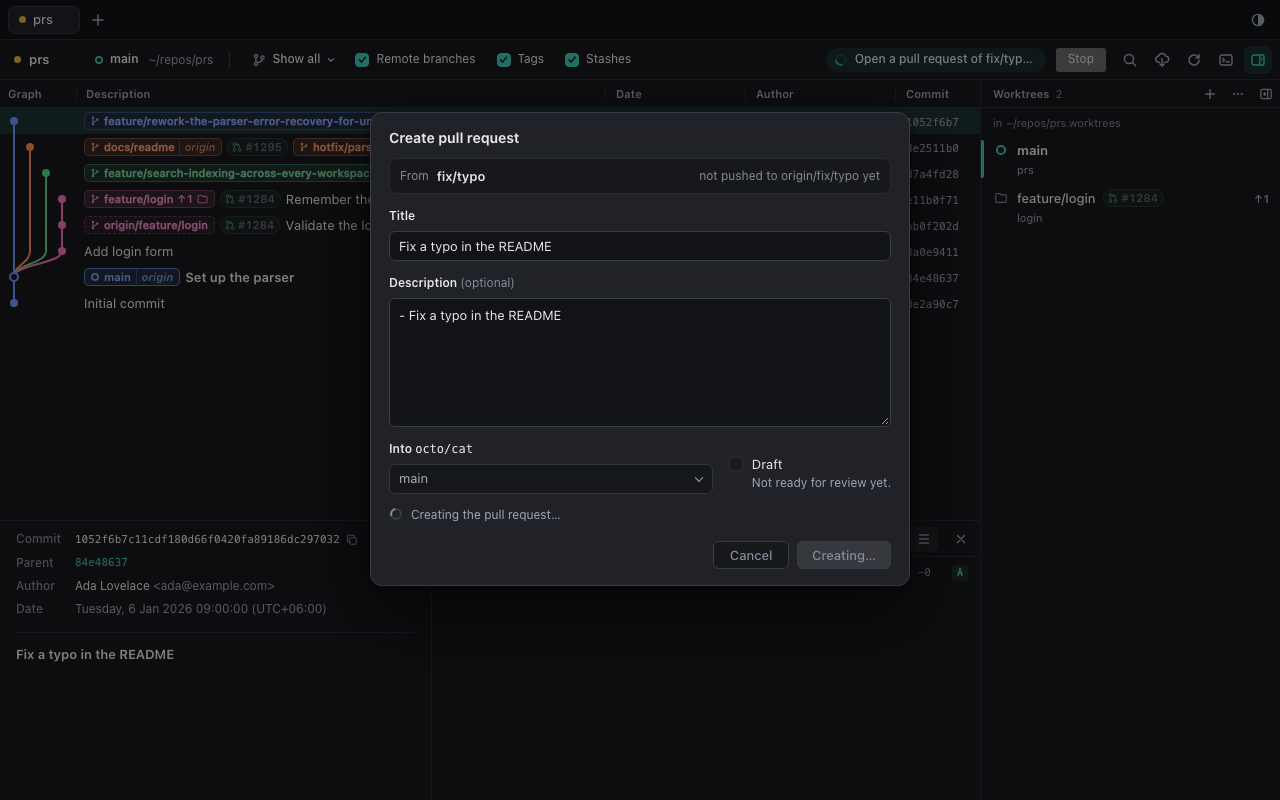 prs
prs
main ~/repos/prs
Show all
Remote branches
Tags
Stashes
Open a pull request of fix/typ...
Stop
Graph
Description
Date
Author
Commit
Worktrees 2
feature/rework-the-parser-error-recovery-for-un
1052f6b7
in ~/repos/prs.worktrees
docs/readme origin #1295 hotfix/pars
e2511b0
main
prs
feature/search-indexing-across-every-workspac
7a4fd28
feature/login ↑1 #1284 Remember the
e11b0f71
feature/login #1284 ↑1
login
origin/feature/login #1284 Validate the lo
b0f202d
Add login form
a0e9411
main origin Set up the parser
4e48637
Initial commit
e2a90c7
Create pull request
From fix/typo
not pushed to origin/fix/typo yet
Title
Fix a typo in the README
Description (optional)
- Fix a typo in the README
Into octo/cat
main
Draft
Not ready for review yet.
Creating the pull request...
Cancel
Creating...
Commit 1052f6b7c11cdf180d66f0420fa89186dc297032
Parent 84e48637
Author Ada Lovelace <ada@example.com>
Date Tuesday, 6 Jan 2026 09:00:00 (UTC+06:00)
Fix a typo in the README
−0 A